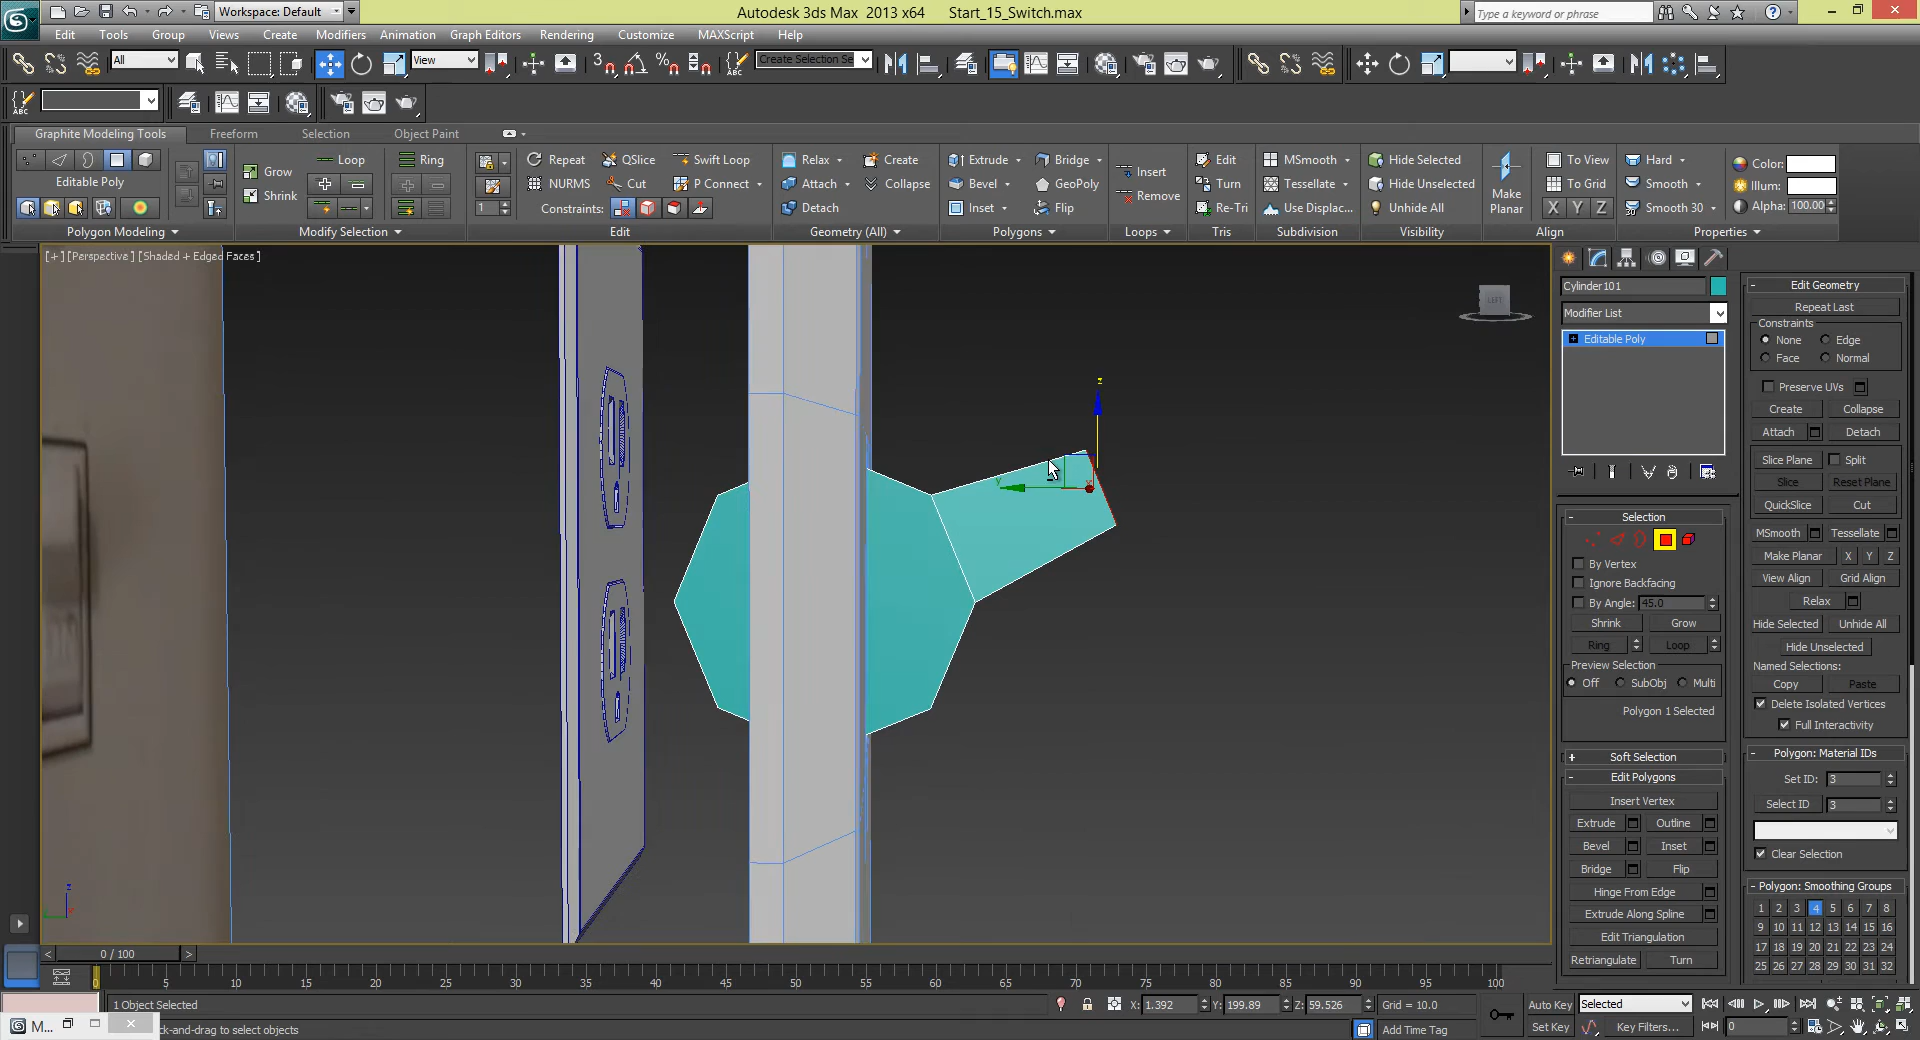 Workspace: Default
Autodesk 3ds Max 2013 x64 Start_15_Switch.max
Type a keyword or phrase
Edit Tools Group Views Create Modifiers Animation Graph Editors Rendering Customize MAXScript Help
All View Create Selection Se
Graphite Modeling Tools Freeform Selection Object Paint
Loop Ring Repeat QSlice Swift Loop Relax Create Extrude Bridge Insert Edit MSmooth Hide Selected To View Hard Color:
Editable Poly Grow Shrink NURMS Cut P Connect Attach Collapse Bevel GeoPoly Remove Turn Tessellate Hide Unselected Make Planar To Grid Smooth Illum:
1 Constraints: Detach Inset Flip Re-Tri Use Displac... Unhide All X Y Z Smooth 30 Alpha: 100.00
Polygon Modeling Modify Selection Edit Geometry (All) Polygons Loops Tris Subdivision Visibility Align Properties
[+] [Perspective] [Shaded + Edged Faces]
LEFT
z
y
x
Cylinder101
Modifier List
Editable Poly
Selection
By Vertex
Ignore Backfacing
By Angle: 45.0
Shrink Grow
Ring Loop
Preview Selection
Off SubObj Multi
Polygon 1 Selected
Soft Selection
Edit Polygons
Insert Vertex
Extrude Outline
Bevel Inset
Bridge Flip
Hinge From Edge
Extrude Along Spline
Edit Triangulation
Retriangulate Turn
Edit Geometry
Repeat Last
Constraints
None Edge
Face Normal
Preserve UVs
Create Collapse
Attach Detach
Slice Plane Split
Slice Reset Plane
QuickSlice Cut
MSmooth Tessellate
Make Planar X Y Z
View Align Grid Align
Relax
Hide Selected Unhide All
Hide Unselected
Named Selections:
Copy Paste
Delete Isolated Vertices
Full Interactivity
Polygon: Material IDs
Set ID: 3
Select ID 3
Clear Selection
Polygon: Smoothing Groups
1 2 3 4 5 6 7 8
9 10 11 12 13 14 15 16
17 18 19 20 21 22 23 24
25 26 27 28 29 30 31 32
0 / 100
0 5 10 15 20 25 30 35 40 45 50 55 60 65 70 75 80 85 90 95 100
1 Object Selected X: 1.392 Y: 199.89 Z: 59.526 Grid = 10.0 Auto Key Selected
M... ck-and-drag to select objects Add Time Tag Set Key Key Filters... 0